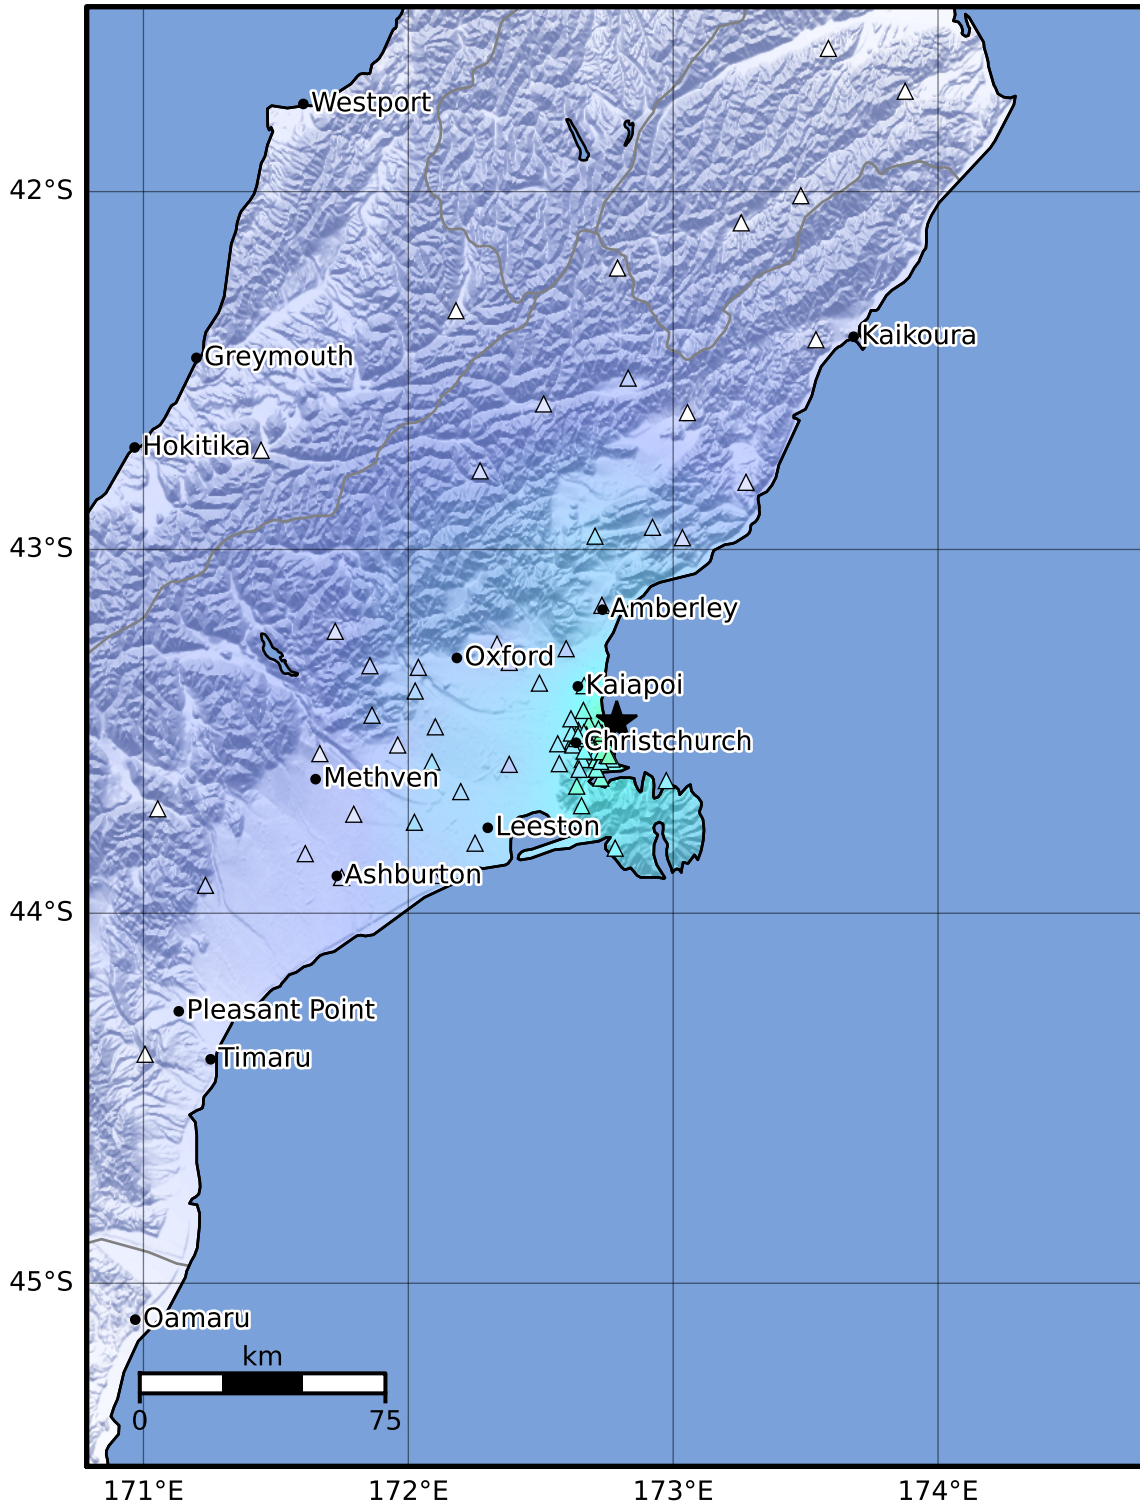 Westport
42°S
Kaikoura
Greymouth
Hokitika
43°S
Amberley
Oxford
Kaiapoi
Christchurch
Methven
Leeston
Ashburton
44°S
Pleasant Point
Timaru
45°S
Oamaru
km
0 75
171°E 172°E 173°E 174°E